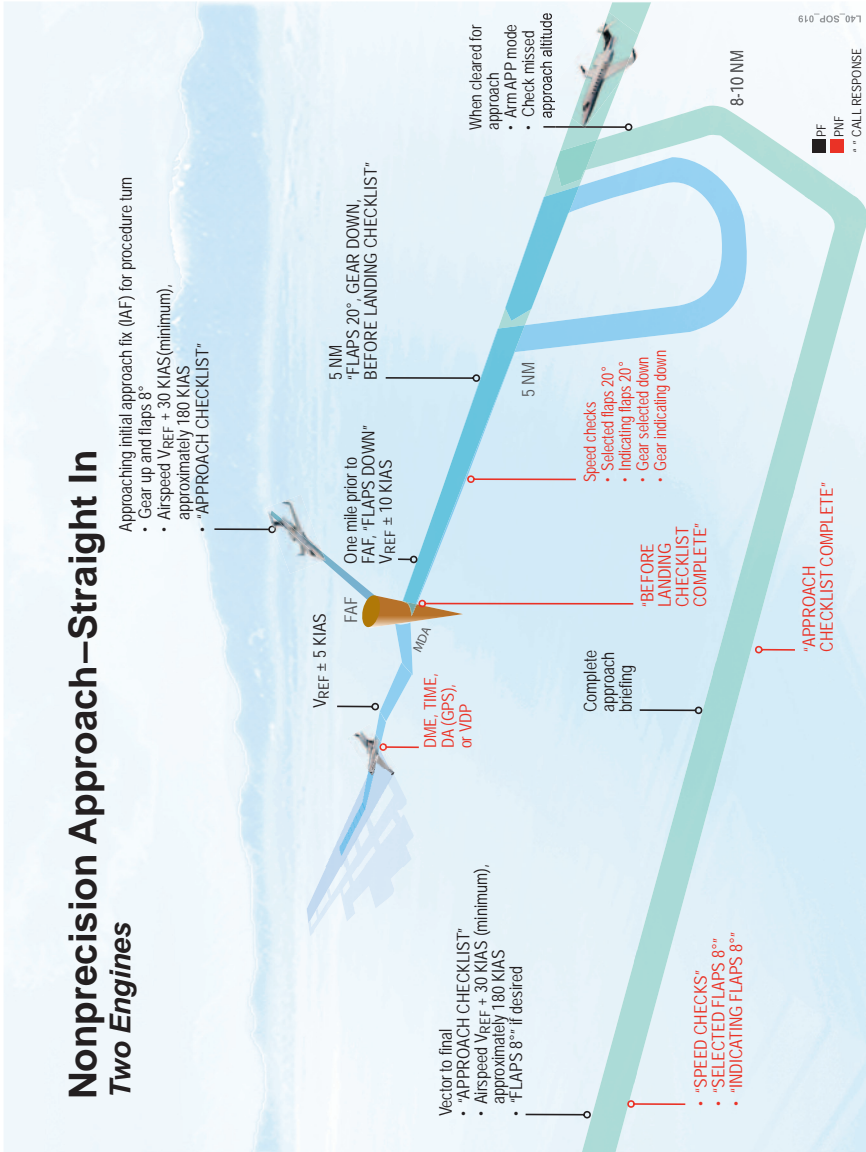 Nonprecision Approach–Straight In
Two Engines
Approaching initial approach fix (IAF) for procedure turn
• Gear up and flaps 8°
• Airspeed VREF + 30 KIAS(minimum),
approximately 180 KIAS
• "APPROACH CHECKLIST"
When cleared for
approach
• Arm APP mode
• Check missed
approach altitude
5 NM
"FLAPS 20°, GEAR DOWN,
BEFORE LANDING CHECKLIST"
One mile prior to
FAF, "FLAPS DOWN"
VREF ± 10 KIAS
FAF
MDA
VREF ± 5 KIAS
DME, TIME,
DA (GPS),
or VDP
5 NM
8-10 NM
Speed checks
• Selected flaps 20°
• Indicating flaps 20°
• Gear selected down
• Gear indicating down
"BEFORE
LANDING
CHECKLIST
COMPLETE"
Complete
approach
briefing
"APPROACH
CHECKLIST COMPLETE"
Vector to final
• "APPROACH CHECKLIST"
• Airspeed VREF + 30 KIAS (minimum),
approximately 180 KIAS
• "FLAPS 8°" if desired
• "SPEED CHECKS"
• "SELECTED FLAPS 8°"
• "INDICATING FLAPS 8°"
PF
PNF
" " CALL RESPONSE
L40_SOP_019